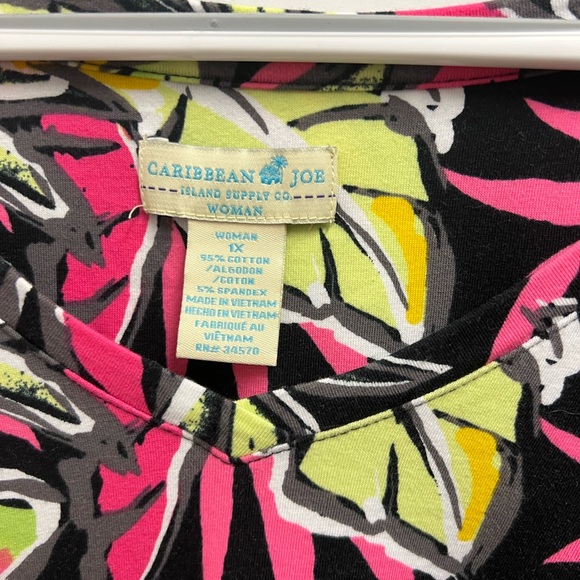 CARIBBEAN JOE
ISLAND SUPPLY CO.
WOMAN
WOMAN
1X
95% COTTON
/ALGODON
/COTON
5% SPANDEX
MADE IN VIETNAM
HECHO EN VIETNAM
FABRIQUÉ AU
VIÊTNAM
RN# 34570